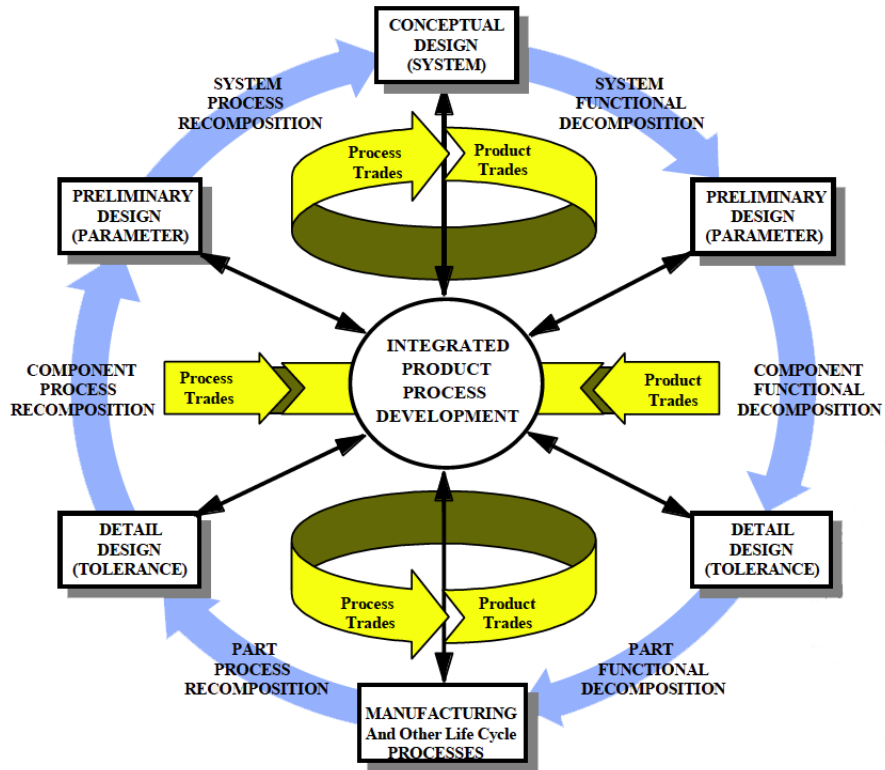 CONCEPTUAL
DESIGN
(SYSTEM)
SYSTEM
PROCESS
RECOMPOSITION
SYSTEM
FUNCTIONAL
DECOMPOSITION
Process
Trades
Product
Trades
PRELIMINARY
DESIGN
(PARAMETER)
PRELIMINARY
DESIGN
(PARAMETER)
INTEGRATED
PRODUCT
PROCESS
DEVELOPMENT
COMPONENT
PROCESS
RECOMPOSITION
Process
Trades
Product
Trades
COMPONENT
FUNCTIONAL
DECOMPOSITION
DETAIL
DESIGN
(TOLERANCE)
DETAIL
DESIGN
(TOLERANCE)
Process
Trades
Product
Trades
PART
PROCESS
RECOMPOSITION
PART
FUNCTIONAL
DECOMPOSITION
MANUFACTURING
And Other Life Cycle
PROCESSES